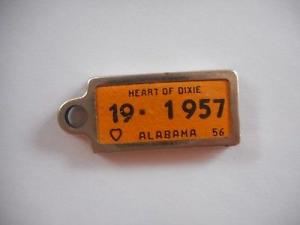 HEART OF DIXIE
19▪1957
♡ ALABAMA 56